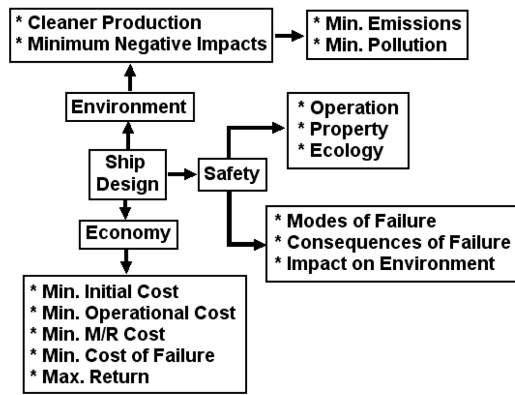 * Cleaner Production
* Minimum Negative Impacts
* Min. Emissions
* Min. Pollution
Environment
* Operation
* Property
* Ecology
Ship
Design
Safety
Economy
* Modes of Failure
* Consequences of Failure
* Impact on Environment
* Min. Initial Cost
* Min. Operational Cost
* Min. M/R Cost
* Min. Cost of Failure
* Max. Return